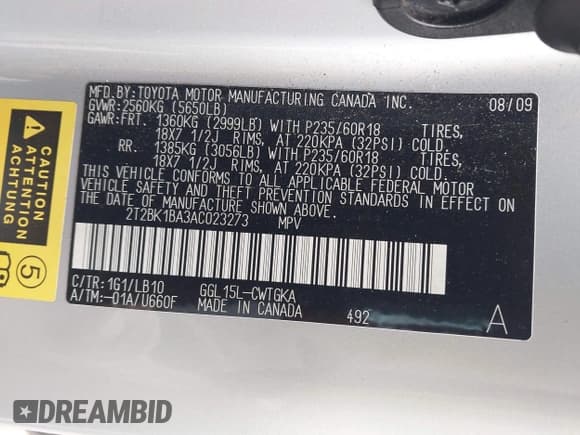 MFD.BY:TOYOTA MOTOR MANUFACTURING CANADA INC. 08/09
GVWR:2560KG (5650LB)
GAWR:FRT. 1360KG (2999LB) WITH P235/60R18 TIRES,
18X7 1/2J RIMS, AT 220KPA (32PSI) COLD.
RR. 1385KG (3056LB) WITH P235/60R18 TIRES,
18X7 1/2J RIMS, AT 220KPA (32PSI) COLD.
THIS VEHICLE CONFORMS TO ALL APPLICABLE FEDERAL MOTOR
VEHICLE SAFETY AND THEFT PREVENTION STANDARDS IN EFFECT ON
THE DATE OF MANUFACTURE SHOWN ABOVE.
2T2BK1BA3AC023273 MPV
C/TR:1G1/LB10 GGL15L-CWTGKA
A/TM:-01A/U660F MADE IN CANADA 492 A
CAUTION
ATTENTION
ACHTUNG
5
DREAMBID